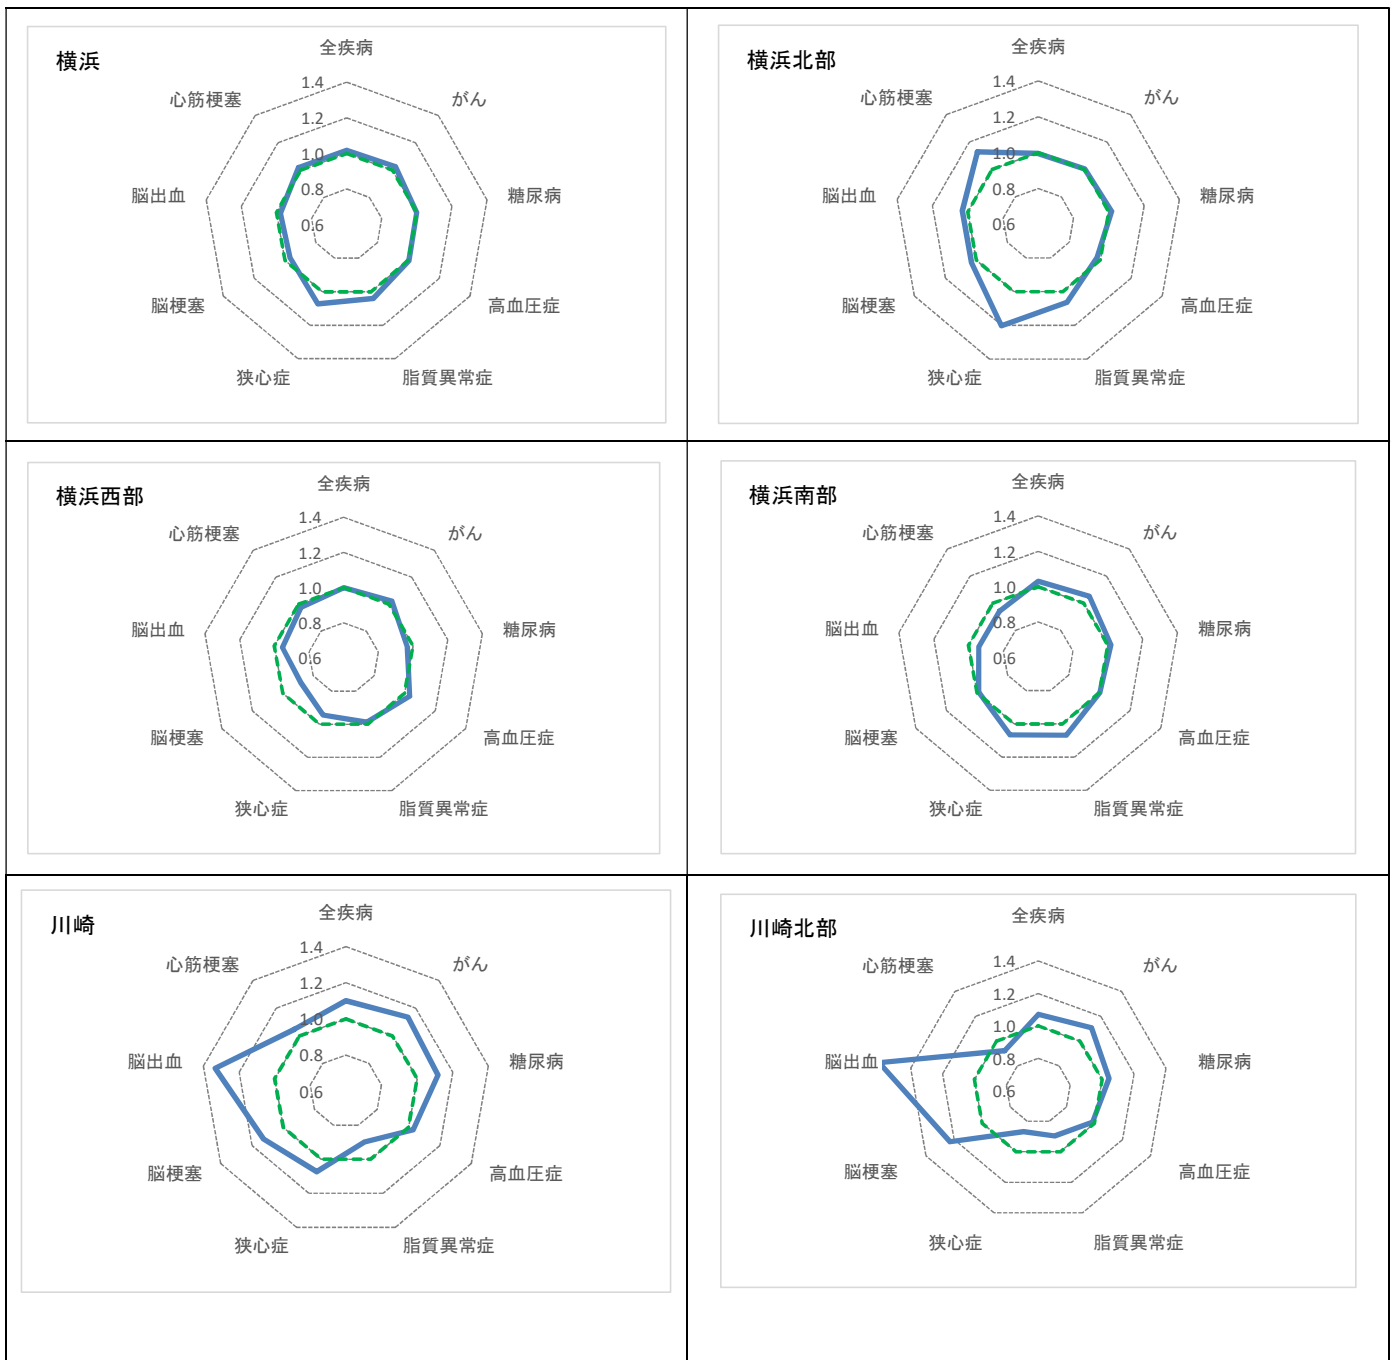 横浜
全疾病
がん
糖尿病
高血圧症
脂質異常症
狭心症
脳梗塞
脳出血
心筋梗塞
1.4
1.2
1.0
0.8
0.6
横浜北部
全疾病
がん
糖尿病
高血圧症
脂質異常症
狭心症
脳梗塞
脳出血
心筋梗塞
1.4
1.2
1.0
0.8
0.6
横浜西部
全疾病
がん
糖尿病
高血圧症
脂質異常症
狭心症
脳梗塞
脳出血
心筋梗塞
1.4
1.2
1.0
0.8
0.6
横浜南部
全疾病
がん
糖尿病
高血圧症
脂質異常症
狭心症
脳梗塞
脳出血
心筋梗塞
1.4
1.2
1.0
0.8
0.6
川崎
全疾病
がん
糖尿病
高血圧症
脂質異常症
狭心症
脳梗塞
脳出血
心筋梗塞
1.4
1.2
1.0
0.8
0.6
川崎北部
全疾病
がん
糖尿病
高血圧症
脂質異常症
狭心症
脳梗塞
脳出血
心筋梗塞
1.4
1.2
1.0
0.8
0.6